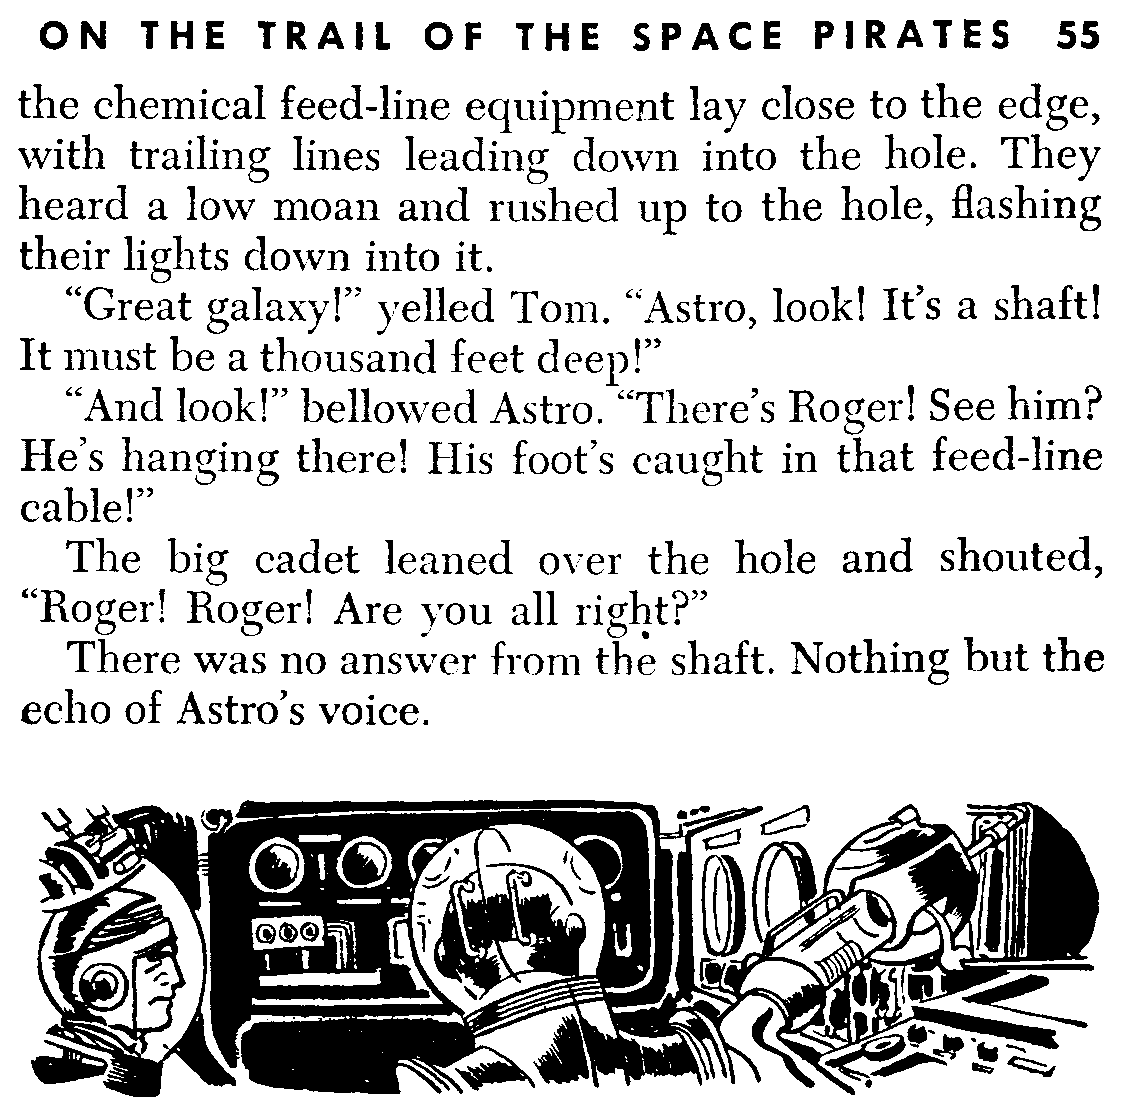 ON THE TRAIL OF THE SPACE PIRATES 55
the chemical feed-line equipment lay close to the edge,
with trailing lines leading down into the hole. They
heard a low moan and rushed up to the hole, flashing
their lights down into it.
“Great galaxy!” yelled Tom. “Astro, look! It’s a shaft!
It must be a thousand feet deep!”
“And look!” bellowed Astro. “There’s Roger! See him?
He’s hanging there! His foot’s caught in that feed-line
cable!”
The big cadet leaned over the hole and shouted,
“Roger! Roger! Are you all right?”
There was no answer from the shaft. Nothing but the
echo of Astro’s voice.